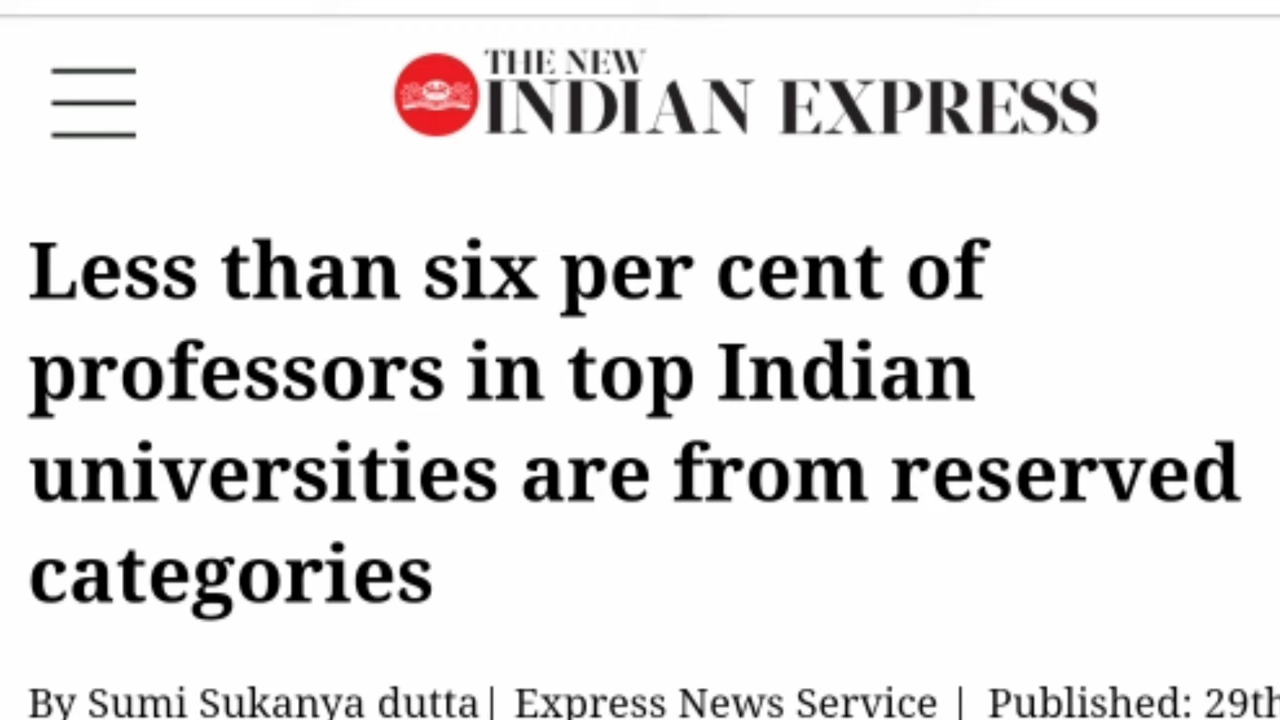 THE NEW
INDIAN EXPRESS
Less than six per cent of
professors in top Indian
universities are from reserved
categories
By Sumi Sukanya dutta| Express News Service | Published: 29th